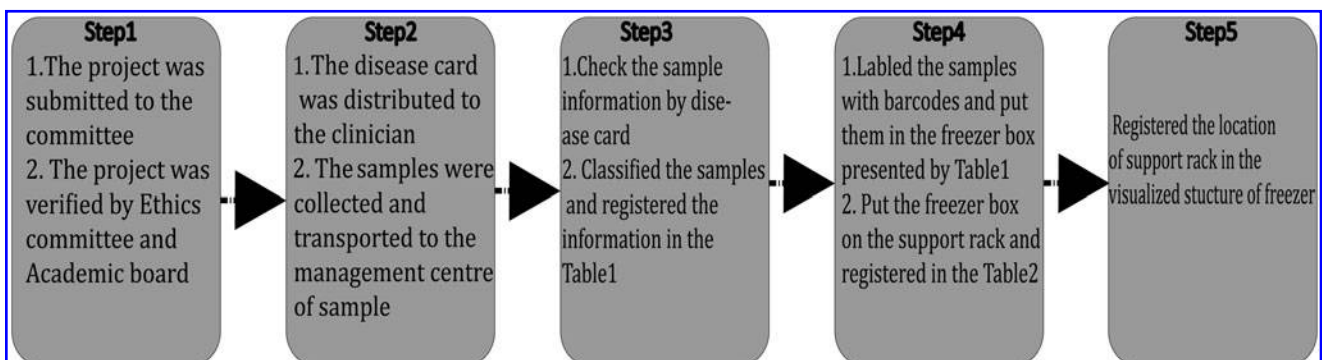 Step1
1.The project was
submitted to the
committee
2. The project was
verified by Ethics
committee and
Academic board
Step2
1.The disease card
was distributed to
the clinician
2. The samples were
collected and
transported to the
management centre
of sample
Step3
1.Check the sample
information by dise-
ase card
2. Classified the samples
and registered the
information in the
Table1
Step4
1.Labled the samples
with barcodes and put
them in the freezer box
presented by Table1
2. Put the freezer box
on the support rack and
registered in the Table2
Step5
Registered the location
of support rack in the
visualized stucture of freezer